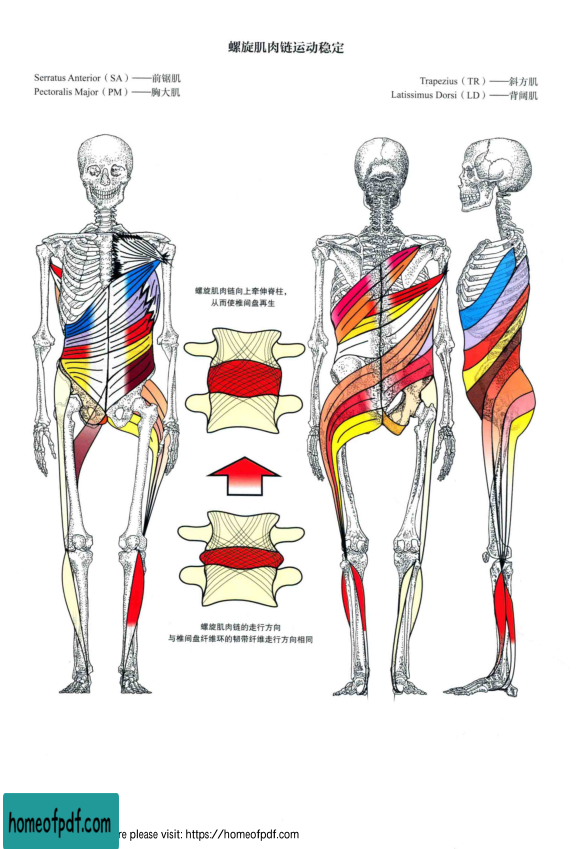 螺旋肌肉链运动稳定
Serratus Anterior（SA）——前锯肌
Pectoralis Major（PM）——胸大肌
Trapezius（TR）——斜方肌
Latissimus Dorsi（LD）——背阔肌
螺旋肌肉链向上牵伸脊柱，
从而使椎间盘再生
螺旋肌肉链的走行方向
与椎间盘纤维环的韧带纤维走行方向相同
homeofpdf.com
re please visit: https://homeofpdf.com